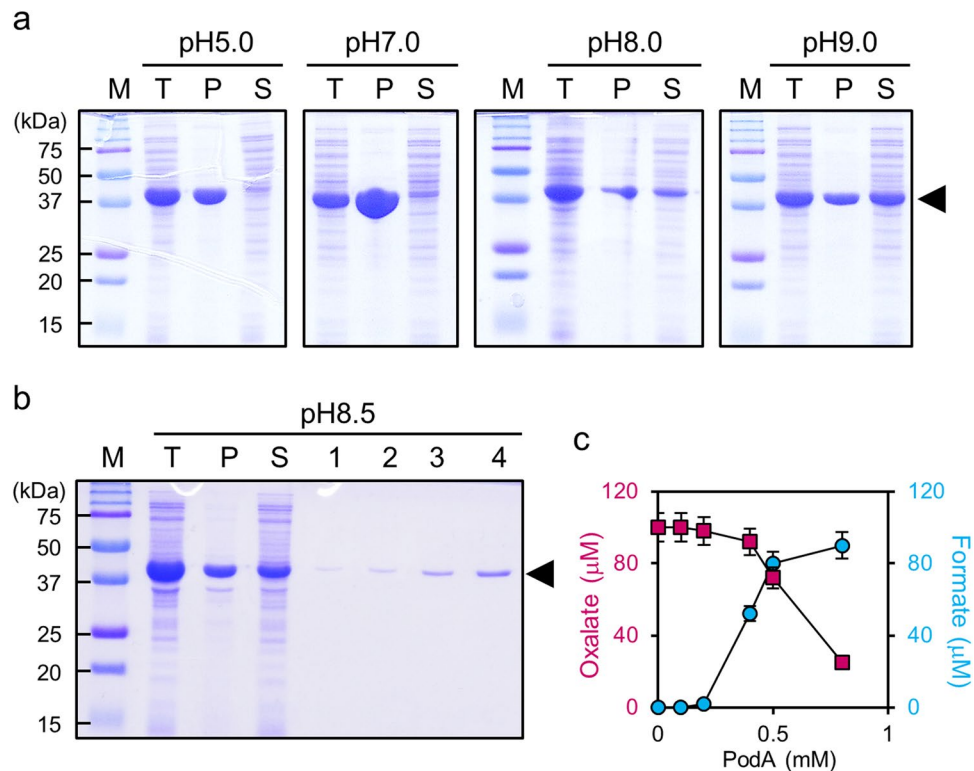 a
pH5.0 pH7.0 pH8.0 pH9.0
M T P S T P S M T P S M T P S
(kDa)
75
50
37
25
20
15
b
pH8.5
M T P S 1 2 3 4
(kDa)
75
50
37
25
20
15
c
120 120
80 80
40 40
0 0
0 0.5 1
Oxalate (μM)
Formate (μM)
PodA (mM)